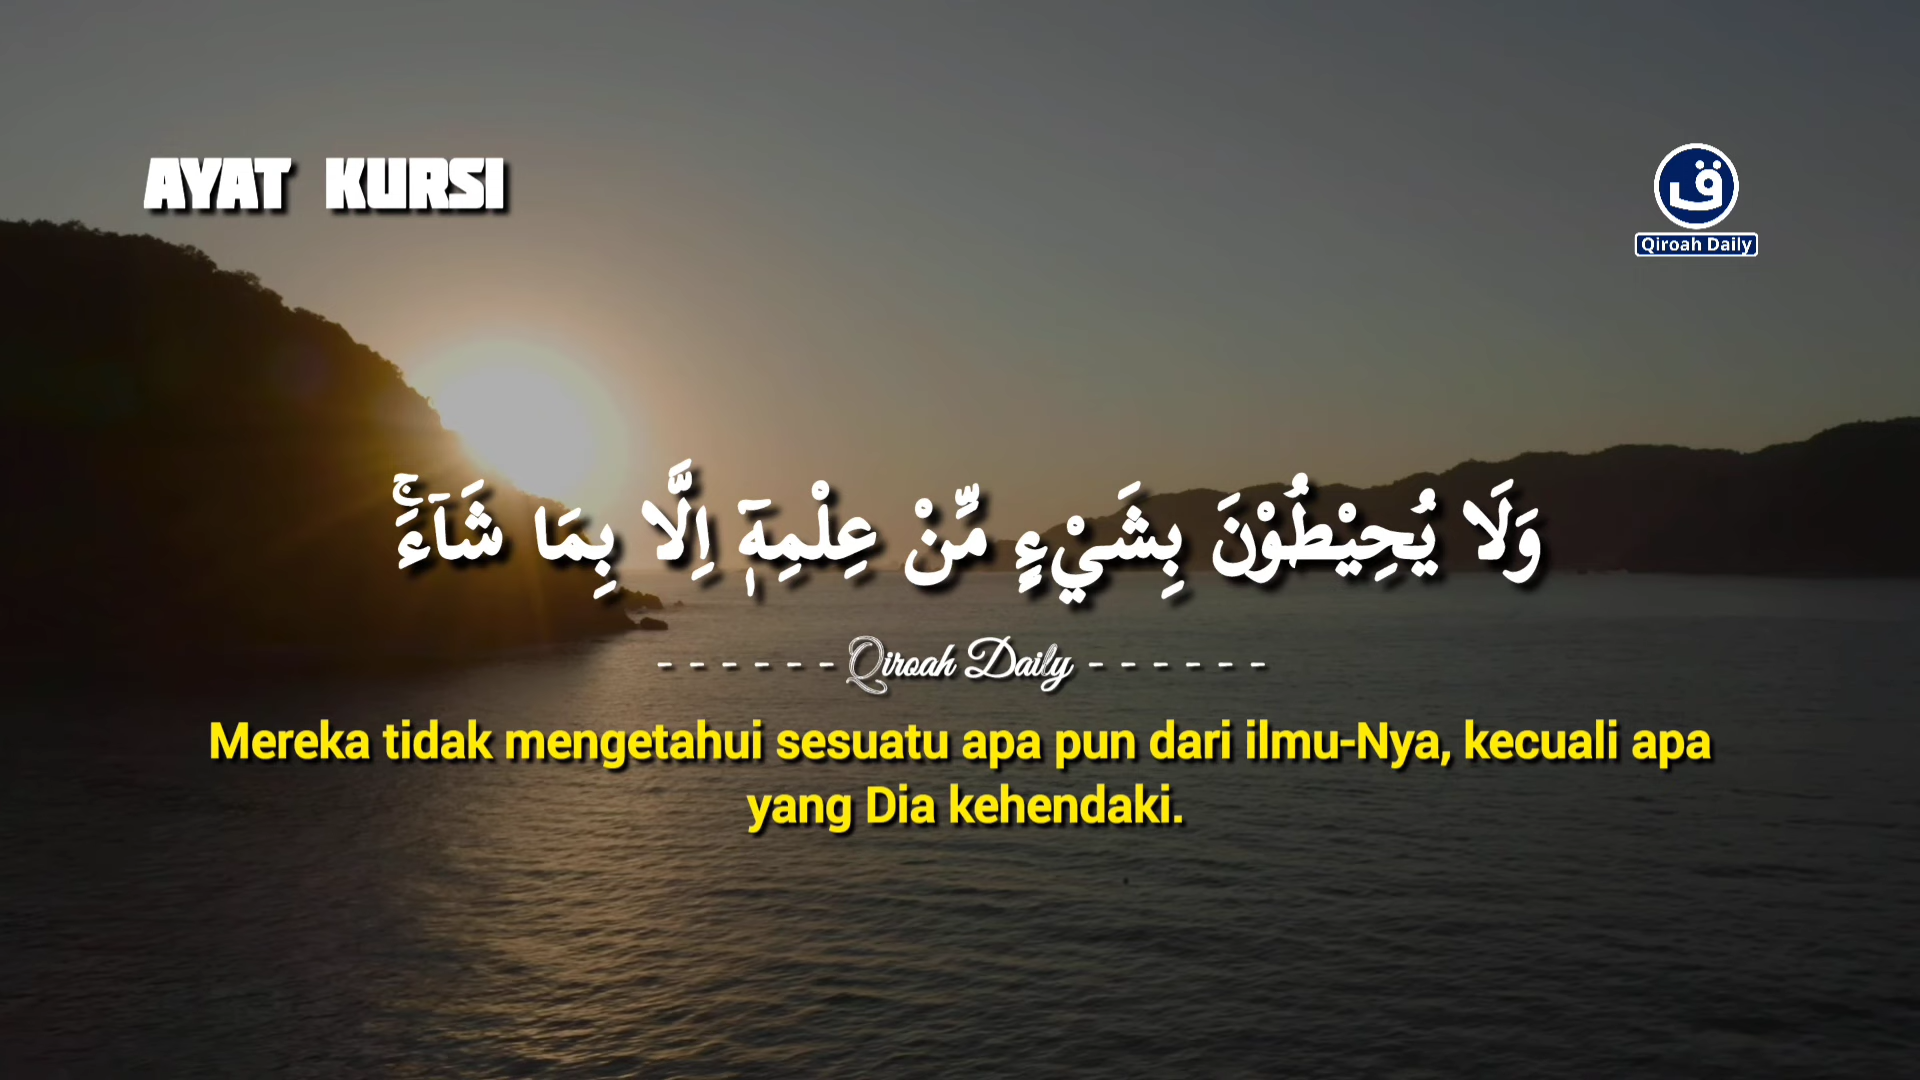 AYAT KURSI
ق
Qiroah Daily
وَلَا يُحِيْطُوْنَ بِشَيْءٍ مِّنْ عِلْمِهٖٓ اِلَّا بِمَا شَاۤءَۚ
- - - - - - Qiroah Daily - - - - - -
Mereka tidak mengetahui sesuatu apa pun dari ilmu-Nya, kecuali apa
yang Dia kehendaki.